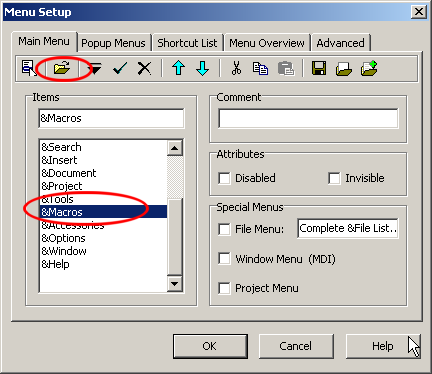 Menu Setup
Main Menu Popup Menus Shortcut List Menu Overview Advanced
Items
&Macros
&Search
&Insert
&Document
&Project
&Tools
&Macros
&Accessories
&Options
&Window
&Help
Comment
Attributes
Disabled Invisible
Special Menus
File Menu: Complete &File List..
Window Menu (MDI)
Project Menu
OK Cancel Help